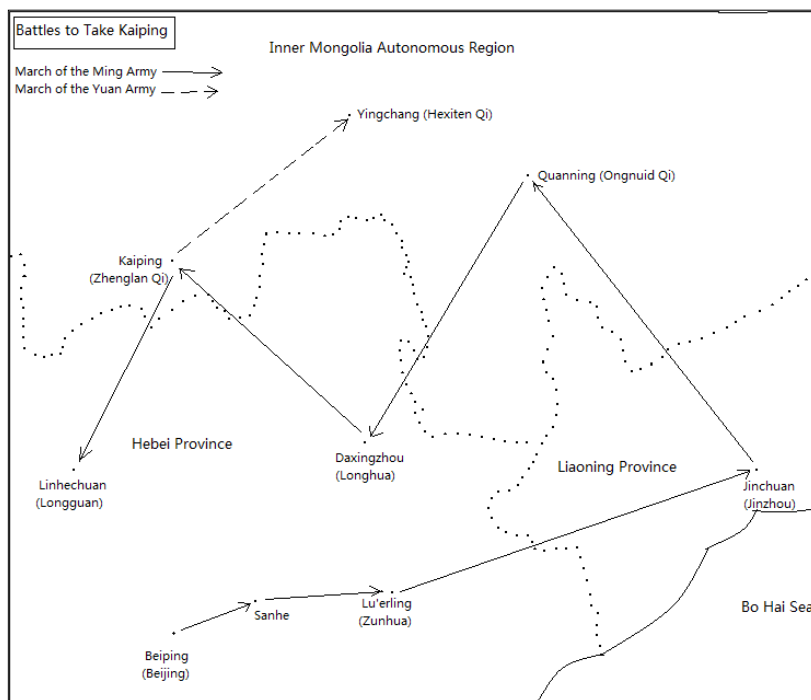 Battles to Take Kaiping
Inner Mongolia Autonomous Region
March of the Ming Army
March of the Yuan Army
Yingchang (Hexiten Qi)
Quanning (Ongnuid Qi)
Kaiping
(Zhenglan Qi)
Hebei Province
Daxingzhou
(Longhua)
Liaoning Province
Linhechuan
(Longguan)
Jinchuan
(Jinzhou)
Lu'erling
(Zunhua)
Sanhe
Bo Hai Sea
Beiping
(Beijing)